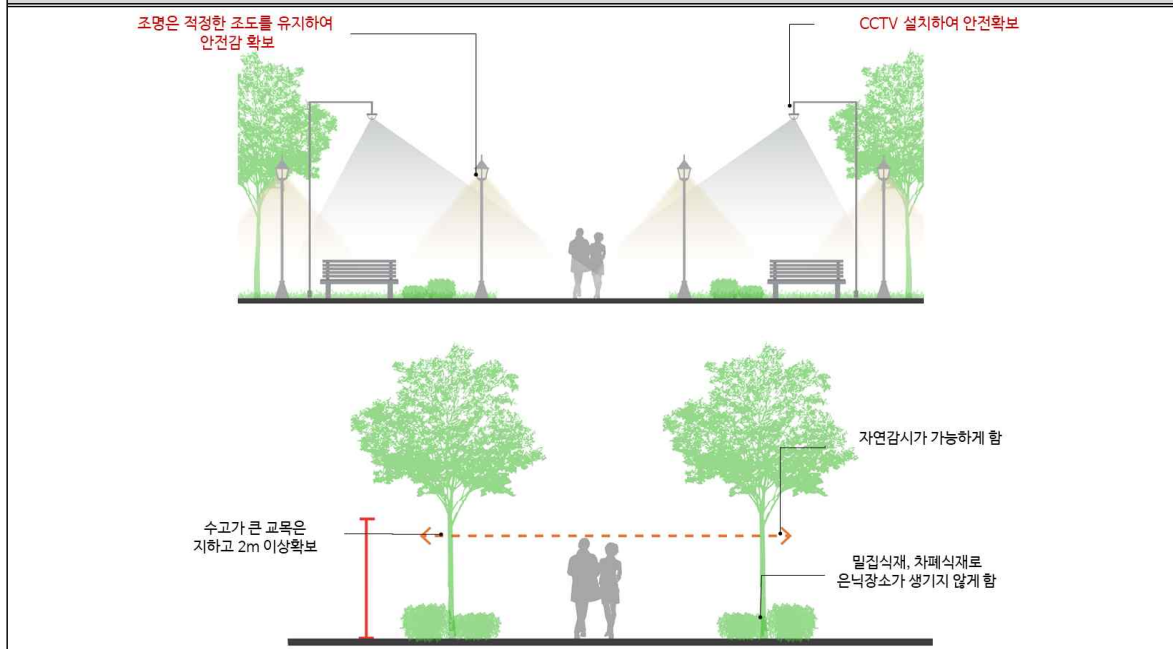 조명은 적정한 조도를 유지하여
안전감 확보
CCTV 설치하여 안전확보
자연감시가 가능하게 함
수고가 큰 교목은
지하고 2m 이상확보
밀집식재, 차폐식재로
은닉장소가 생기지 않게 함